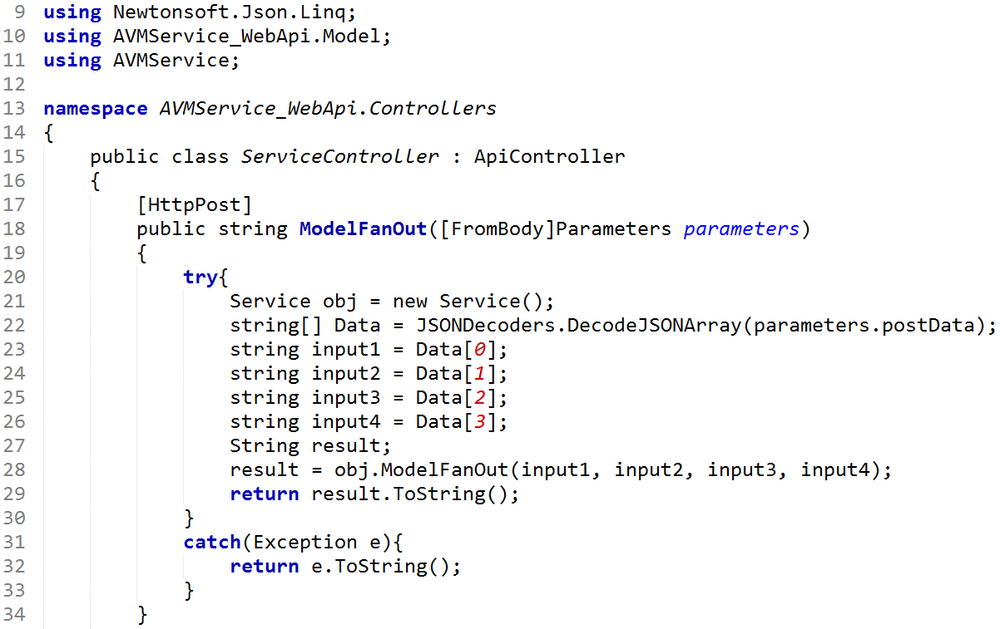 9 using Newtonsoft.Json.Linq;
10 using AVMService_WebApi.Model;
11 using AVMService;
12
13 namespace AVMService_WebApi.Controllers
14 {
15 public class ServiceController : ApiController
16 {
17 [HttpPost]
18 public string ModelFanOut([FromBody]Parameters parameters)
19 {
20 try{
21 Service obj = new Service();
22 string[] Data = JSONDecoders.DecodeJSONArray(parameters.postData);
23 string input1 = Data[0];
24 string input2 = Data[1];
25 string input3 = Data[2];
26 string input4 = Data[3];
27 String result;
28 result = obj.ModelFanOut(input1, input2, input3, input4);
29 return result.ToString();
30 }
31 catch(Exception e){
32 return e.ToString();
33 }
34 }